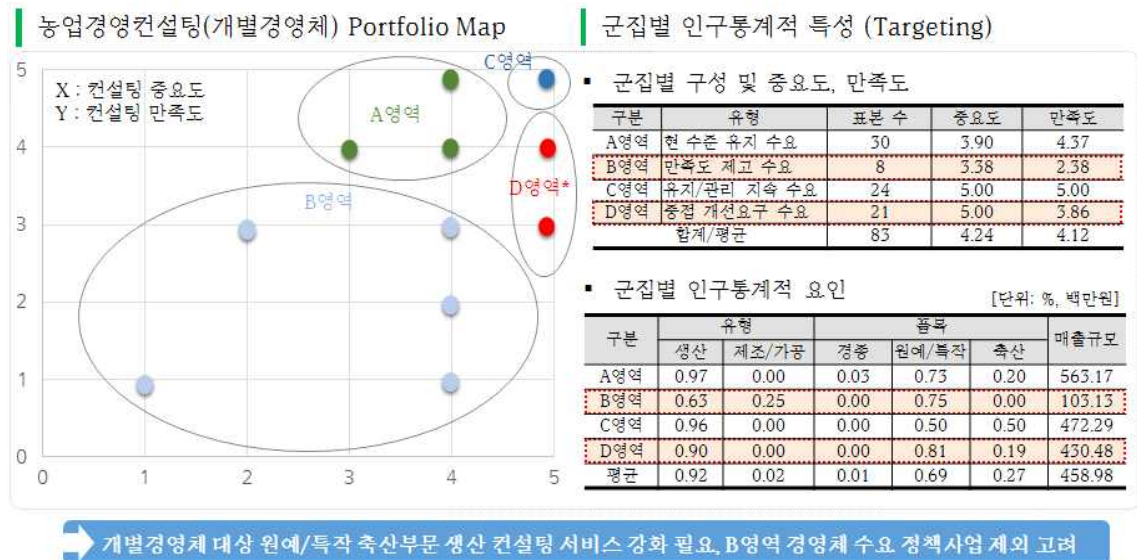 농업경영컨설팅(개별경영체) Portfolio Map
X : 컨설팅 중요도
Y : 컨설팅 만족도
A영역
B영역
C영역
D영역*
5
4
3
2
1
0
0 1 2 3 4 5
군집별 인구통계적 특성 (Targeting)
▪ 군집별 구성 및 중요도, 만족도
구분 유형 표본 수 중요도 만족도
A영역 현 수준 유지 수요 30 3.90 4.37
B영역 만족도 제고 수요 8 3.38 2.38
C영역 유지/관리 지속 수요 24 5.00 5.00
D영역 중점 개선요구 수요 21 5.00 3.86
합계/평균 83 4.24 4.12
▪ 군집별 인구통계적 요인
[단위: %, 백만원]
구분 유형 품목 매출규모
생산 제조/가공 경종 원예/특작 축산
A영역 0.97 0.00 0.03 0.73 0.20 563.17
B영역 0.63 0.25 0.00 0.75 0.00 103.13
C영역 0.96 0.00 0.00 0.50 0.50 472.29
D영역 0.90 0.00 0.00 0.81 0.19 430.48
평균 0.92 0.02 0.01 0.69 0.27 458.98
개별경영체 대상 원예/특작 축산부문 생산 컨설팅 서비스 강화 필요, B영역 경영체 수요 정책사업 제외 고려